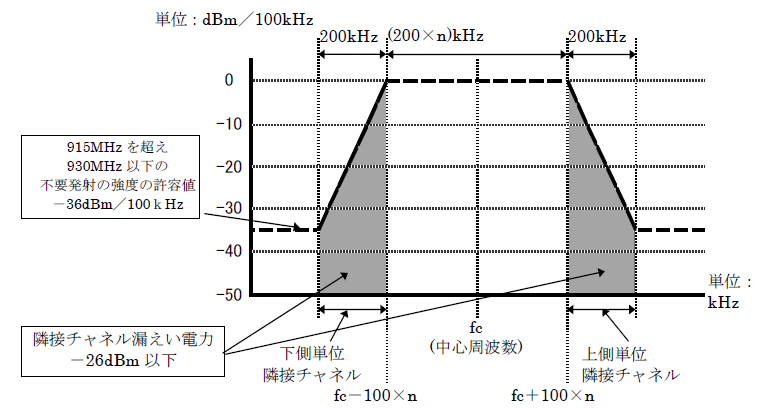 単位：dBm／100kHz
200kHz
(200×n)kHz
200kHz
0
-10
-20
-30
-40
-50
915MHz を超え
930MHz 以下の
不要発射の強度の許容値
－36dBm／100ｋHz
単位：
kHz
隣接チャネル漏えい電力
－26dBm 以下
下側単位
隣接チャネル
fc
(中心周波数)
上側単位
隣接チャネル
fc－100×n
fc＋100×n